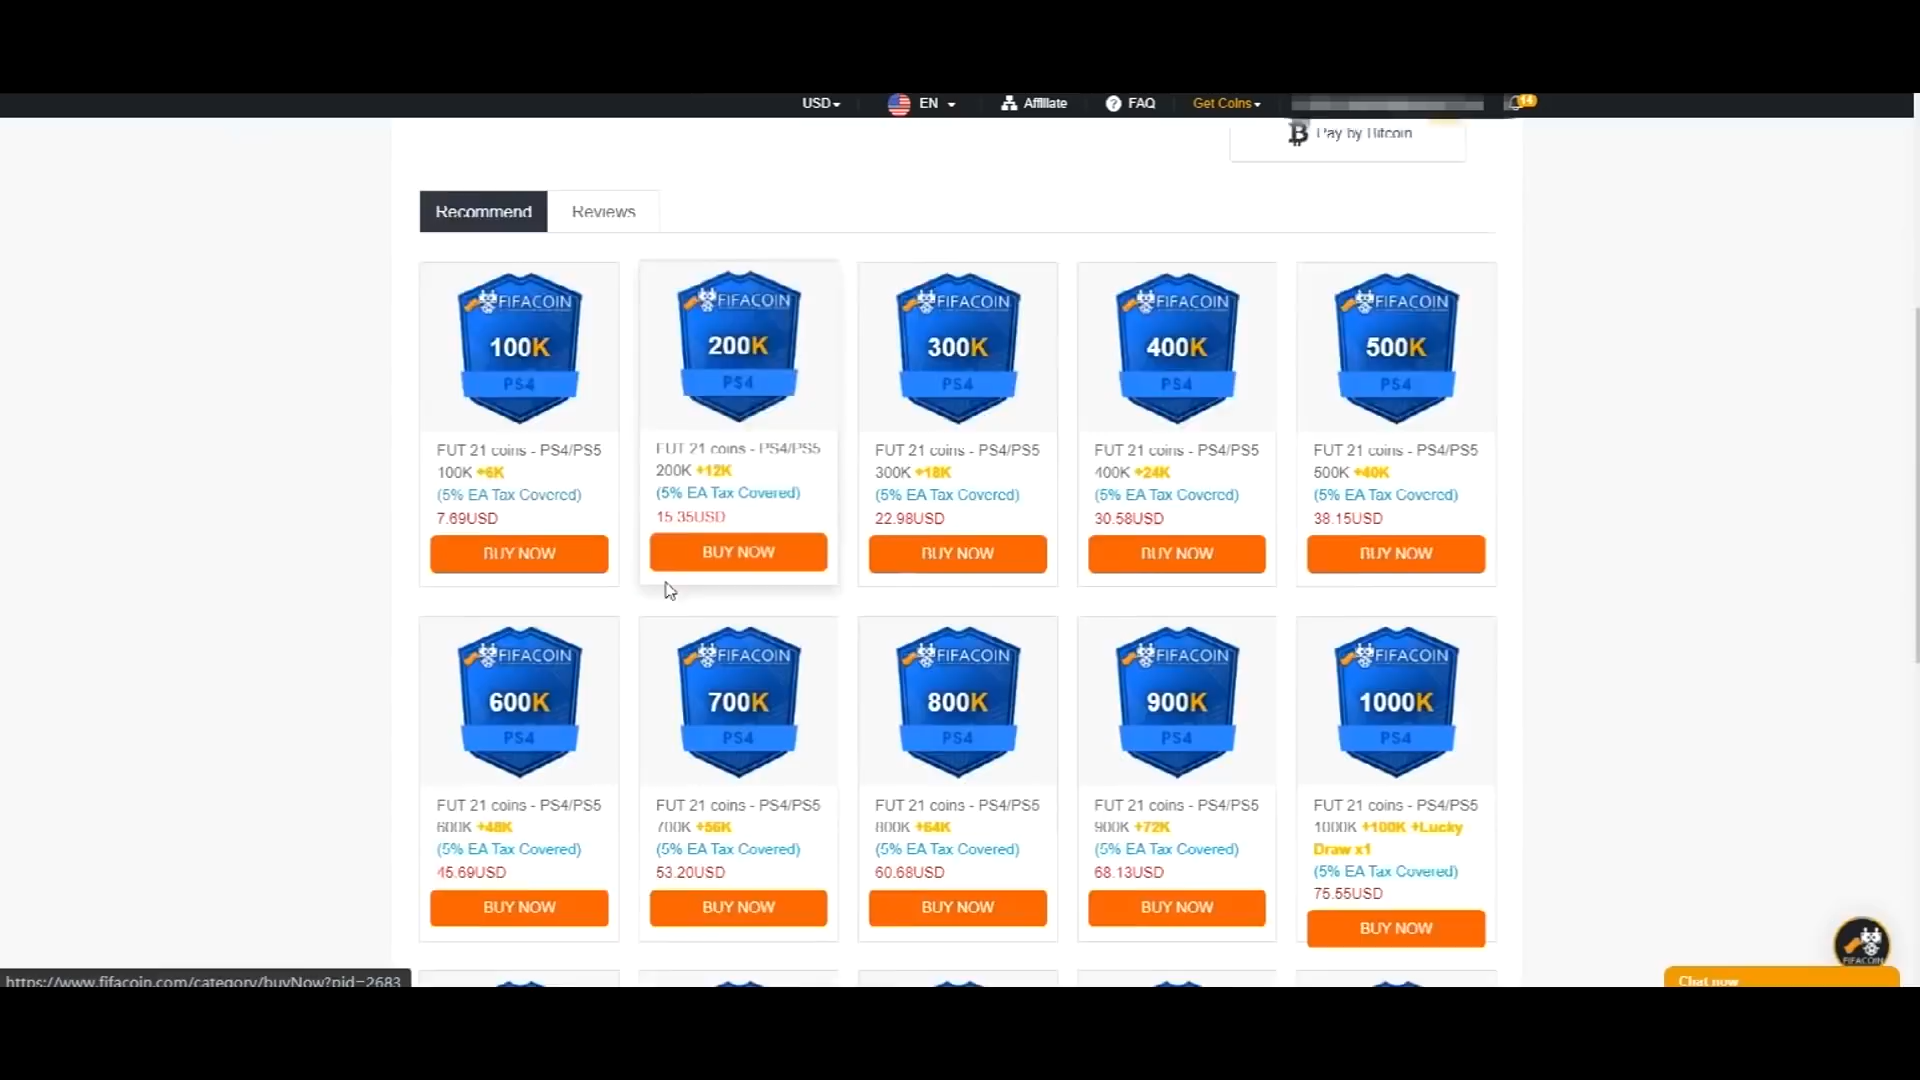 USD EN Affiliate FAQ Get Coins 14
Pay by Bitcoin
Recommend Reviews
FIFACOIN FIFACOIN FIFACOIN FIFACOIN FIFACOIN
100K 200K 300K 400K 500K
PS4 PS4 PS4 PS4 PS4
FUT 21 coins - PS4/PS5 FUT 21 coins - PS4/PS5 FUT 21 coins - PS4/PS5 FUT 21 coins - PS4/PS5 FUT 21 coins - PS4/PS5
100K +6K 200K +12K 300K +18K 400K +24K 500K +40K
(5% EA Tax Covered) (5% EA Tax Covered) (5% EA Tax Covered) (5% EA Tax Covered) (5% EA Tax Covered)
7.69USD 15.35USD 22.98USD 30.58USD 38.15USD
BUY NOW BUY NOW BUY NOW BUY NOW BUY NOW
FIFACOIN FIFACOIN FIFACOIN FIFACOIN FIFACOIN
600K 700K 800K 900K 1000K
PS4 PS4 PS4 PS4 PS4
FUT 21 coins - PS4/PS5 FUT 21 coins - PS4/PS5 FUT 21 coins - PS4/PS5 FUT 21 coins - PS4/PS5 FUT 21 coins - PS4/PS5
600K +48K 700K +56K 800K +64K 900K +72K 1000K +100K +Lucky
Draw x1
(5% EA Tax Covered) (5% EA Tax Covered) (5% EA Tax Covered) (5% EA Tax Covered) (5% EA Tax Covered)
45.69USD 53.20USD 60.68USD 68.13USD 75.55USD
BUY NOW BUY NOW BUY NOW BUY NOW BUY NOW
FIFACOIN
https://www.fifacoin.com/category/buyNow?pid=2683
Chat now